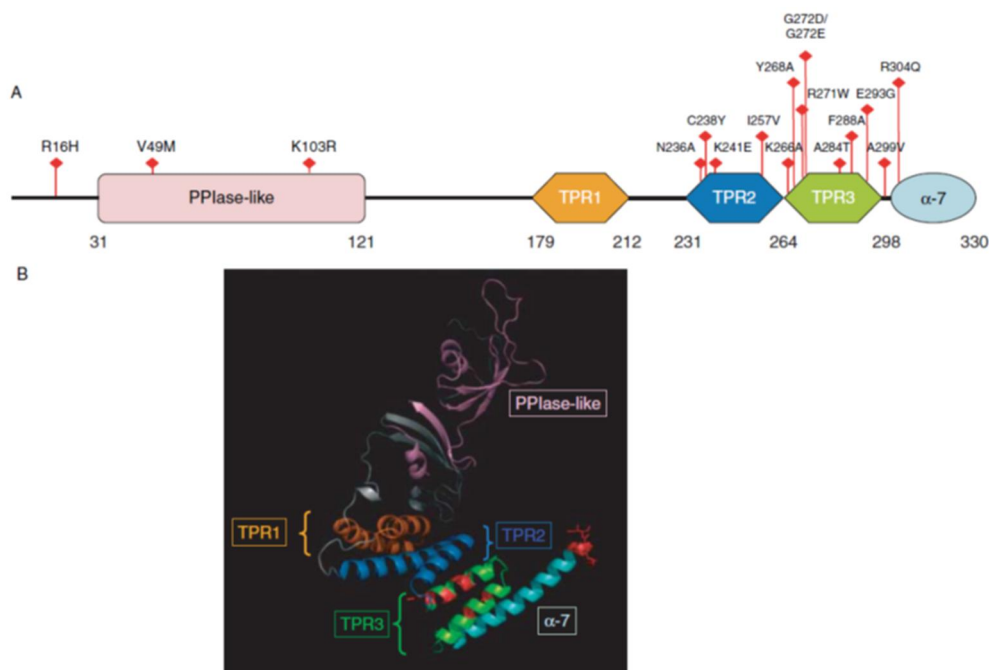 A
G272D/
G272E
Y268A
R304Q
R271W
E293G
C238Y
I257V
F288A
R16H
V49M
K103R
N236A
K241E
K266A
A284T
A299V
PPIase-like
TPR1
TPR2
TPR3
α-7
31
121
179
212
231
264
298
330
B
PPIase-like
TPR1
TPR2
TPR3
α-7